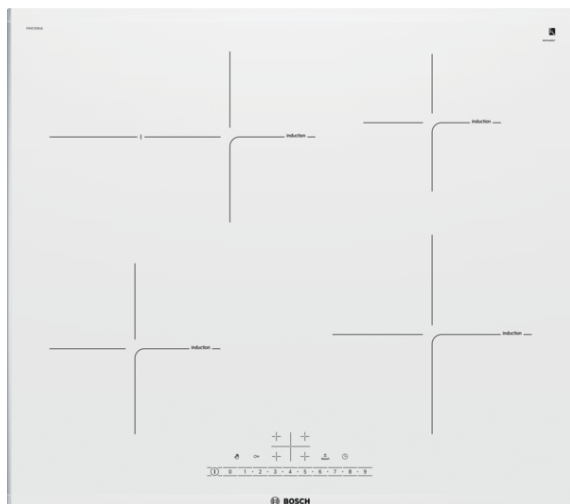 induction
induction
induction
induction
0 1 • 2 • 3 • 4 • 5 • 6 • 7 • 8 • 9
BOSCH